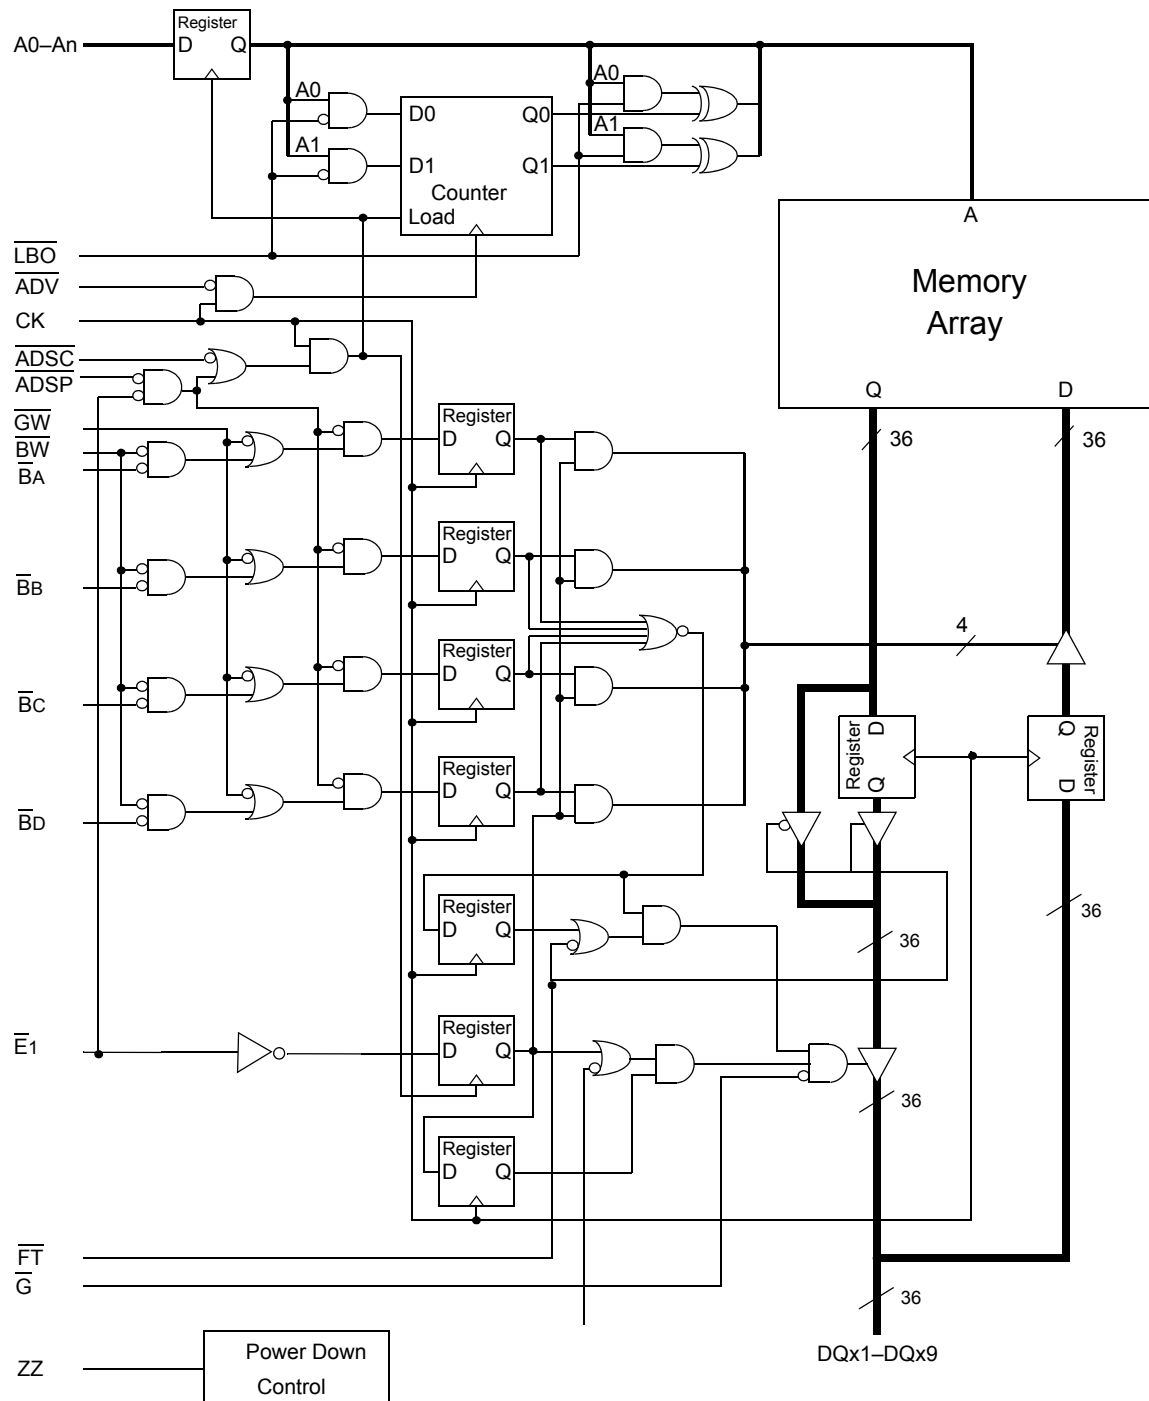 Register
A0–An D Q
A0
A0
D0 Q0
A1
A1
D1 Q1
Counter
Load
A
LBO
ADV
Memory
CK
Array
ADSC
ADSP
Q D
GW
Register
BW
D Q
36 36
BA
Register
BB
D Q
4
Register
BC
D Q
Register D Q
Q D Register
Register
BD
D Q
Register
36
D Q
36
Register
E1
D Q
36
Register
D Q
FT
G
36
Power Down
DQx1–DQx9
ZZ
Control